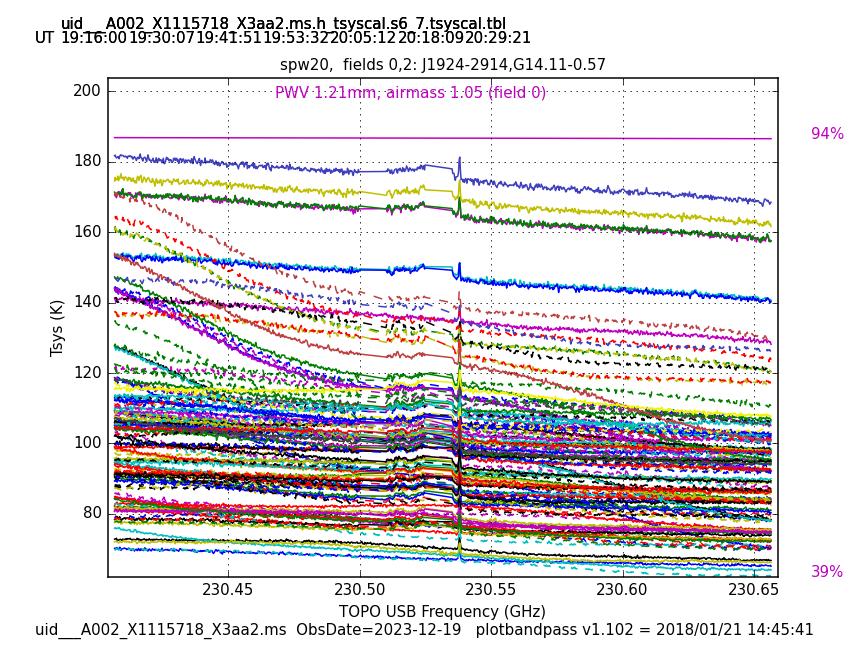 uid___A002_X1115718_X3aa2.ms.h_tsyscal.s6_7.tsyscal.tbl
UT 19:16:00 19:30:07 19:41:51 19:53:32 20:05:12 20:18:09 20:29:21
spw20, fields 0,2: J1924-2914,G14.11-0.57
PWV 1.21mm, airmass 1.05 (field 0)
200
180
160
140
120
100
80
Tsys (K)
94%
39%
230.45 230.50 230.55 230.60 230.65
TOPO USB Frequency (GHz)
uid___A002_X1115718_X3aa2.ms ObsDate=2023-12-19 plotbandpass v1.102 = 2018/01/21 14:45:41